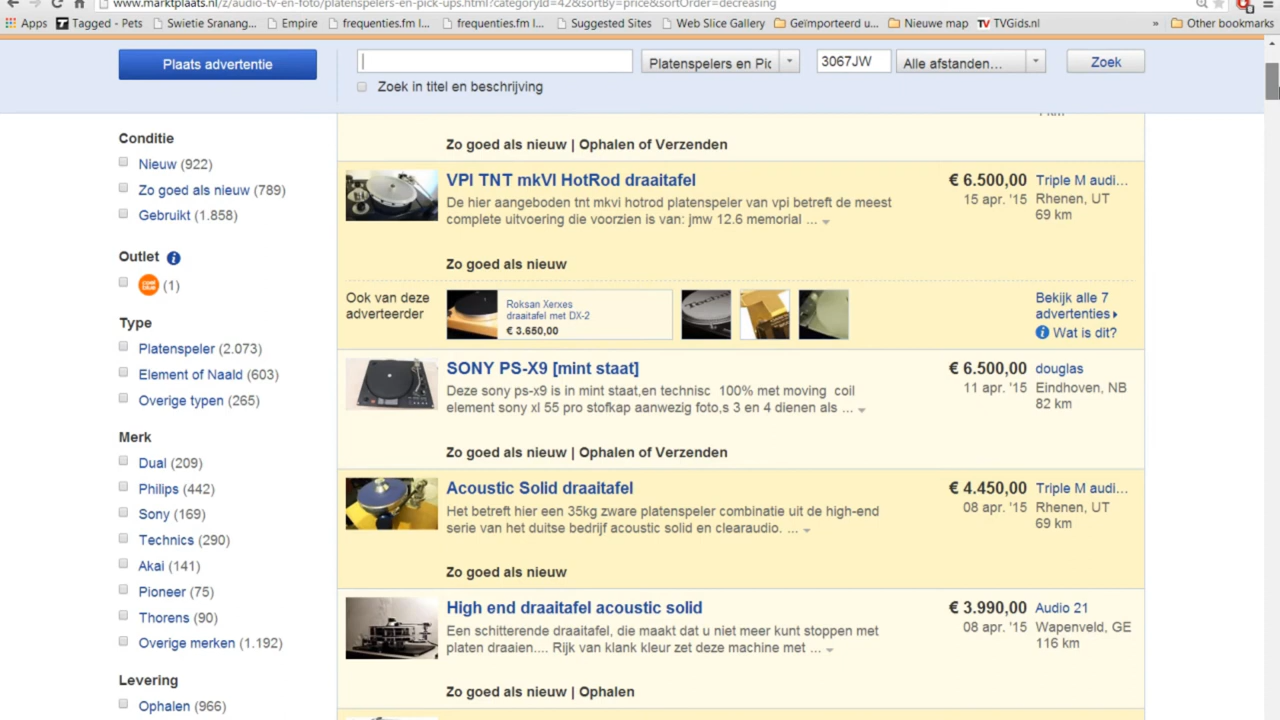 www.marktplaats.nl/z/audio-tv-en-foto/platenspelers-en-pick-ups.html?categoryId=42&sortBy=price&sortOrder=decreasing
Apps Tagged - Pets Swietie Sranang... Empire frequenties.fm l... frequenties.fm l... Suggested Sites Web Slice Gallery Geïmporteerd u... Nieuwe map TV TVGids.nl » Other bookmarks
Plaats advertentie Platenspelers en Pic 3067JW Alle afstanden... Zoek
Zoek in titel en beschrijving
Conditie
Nieuw (922)
Zo goed als nieuw (789)
Gebruikt (1.858)
Outlet i
(1)
Type
Platenspeler (2.073)
Element of Naald (603)
Overige typen (265)
Merk
Dual (209)
Philips (442)
Sony (169)
Technics (290)
Akai (141)
Pioneer (75)
Thorens (90)
Overige merken (1.192)
Levering
Ophalen (966)
Zo goed als nieuw | Ophalen of Verzenden
VPI TNT mkVI HotRod draaitafel € 6.500,00 Triple M audi...
De hier aangeboden tnt mkvi hotrod platenspeler van vpi betreft de meest 15 apr. '15 Rhenen, UT
complete uitvoering die voorzien is van: jmw 12.6 memorial ... 69 km
Zo goed als nieuw
Ook van deze
adverteerder
Roksan Xerxes
draaitafel met DX-2
€ 3.650,00
Bekijk alle 7
advertenties
i Wat is dit?
SONY PS-X9 [mint staat] € 6.500,00 douglas
Deze sony ps-x9 is in mint staat,en technisc 100% met moving coil 11 apr. '15 Eindhoven, NB
element sony xl 55 pro stofkap aanwezig foto,s 3 en 4 dienen als ... 82 km
Zo goed als nieuw | Ophalen of Verzenden
Acoustic Solid draaitafel € 4.450,00 Triple M audi...
Het betreft hier een 35kg zware platenspeler combinatie uit de high-end 08 apr. '15 Rhenen, UT
serie van het duitse bedrijf acoustic solid en clearaudio. ... 69 km
Zo goed als nieuw
High end draaitafel acoustic solid € 3.990,00 Audio 21
Een schitterende draaitafel, die maakt dat u niet meer kunt stoppen met 08 apr. '15 Wapenveld, GE
platen draaien.... Rijk van klank kleur zet deze machine met ... 116 km
Zo goed als nieuw | Ophalen